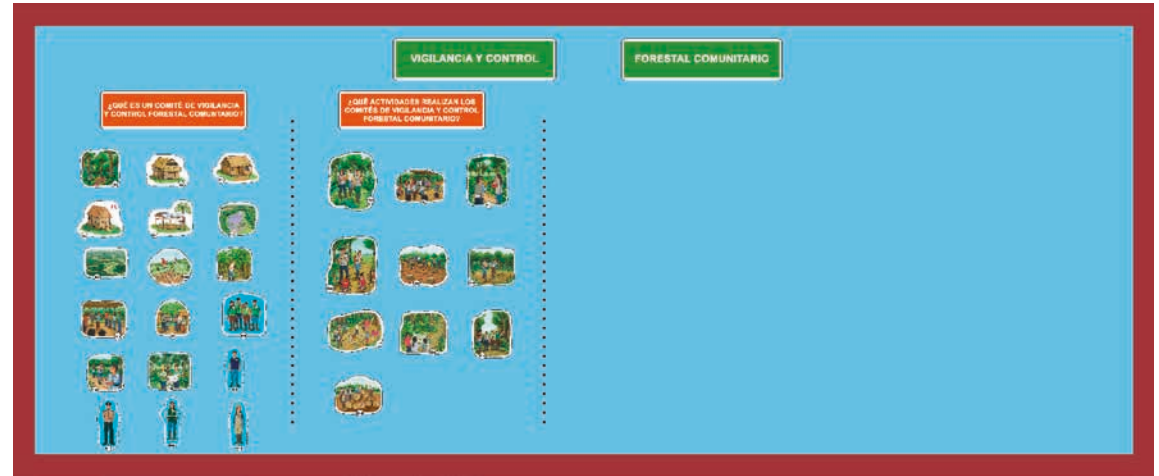 VIGILANCIA Y CONTROL
FORESTAL COMUNITARIO
¿QUÉ ES UN COMITÉ DE VIGILANCIA
Y CONTROL FORESTAL COMUNITARIO?
¿QUÉ ACTIVIDADES REALIZAN LOS
COMITÉS DE VIGILANCIA Y CONTROL
FORESTAL COMUNITARIO?